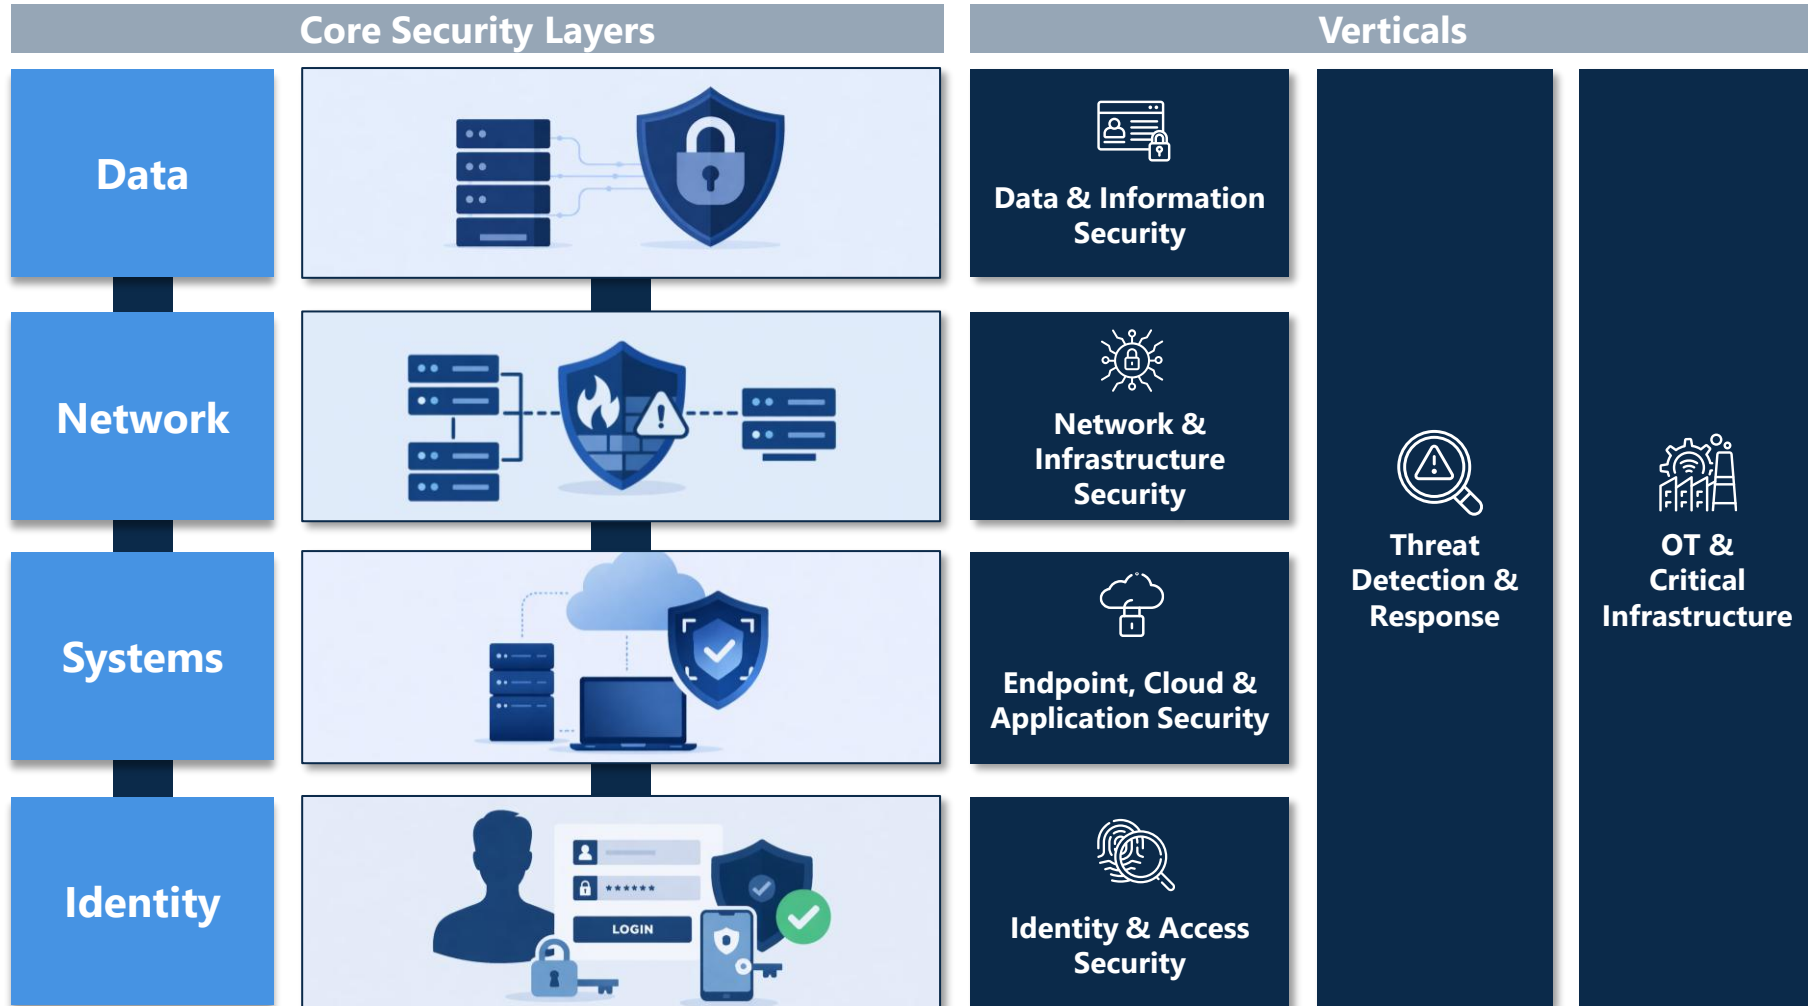 Core Security Layers
Verticals
Data
Data & Information
Security
Network
Network &
Infrastructure
Security
Threat
Detection &
Response
OT &
Critical
Infrastructure
Systems
Endpoint, Cloud &
Application Security
Identity
******
LOGIN
Identity & Access
Security